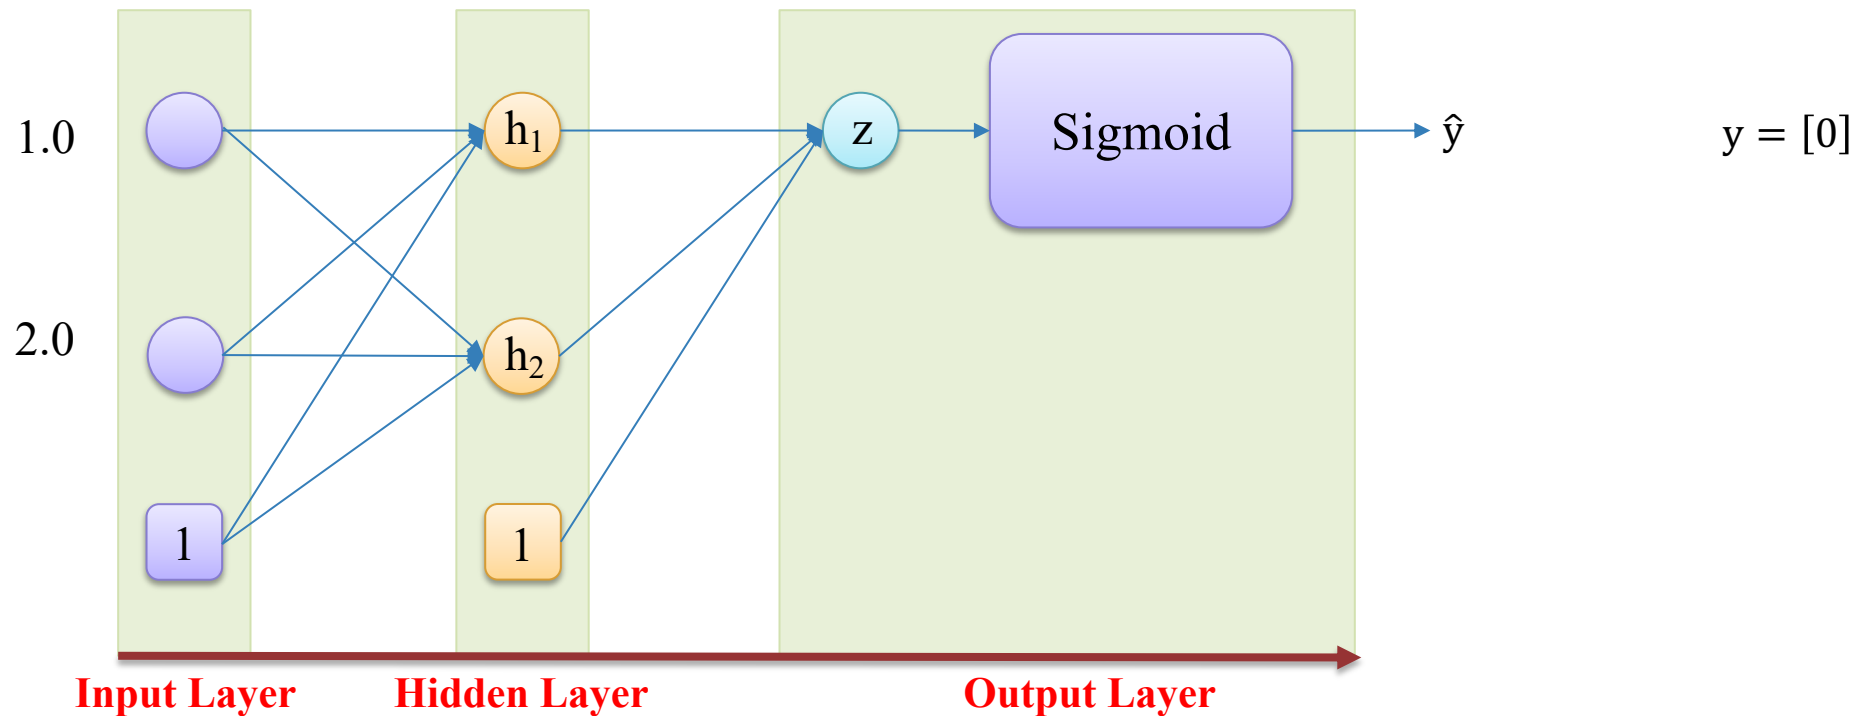 1.0
h₁
z
Sigmoid
ŷ
y = [0]
2.0
h₂
1
1
Input Layer
Hidden Layer
Output Layer